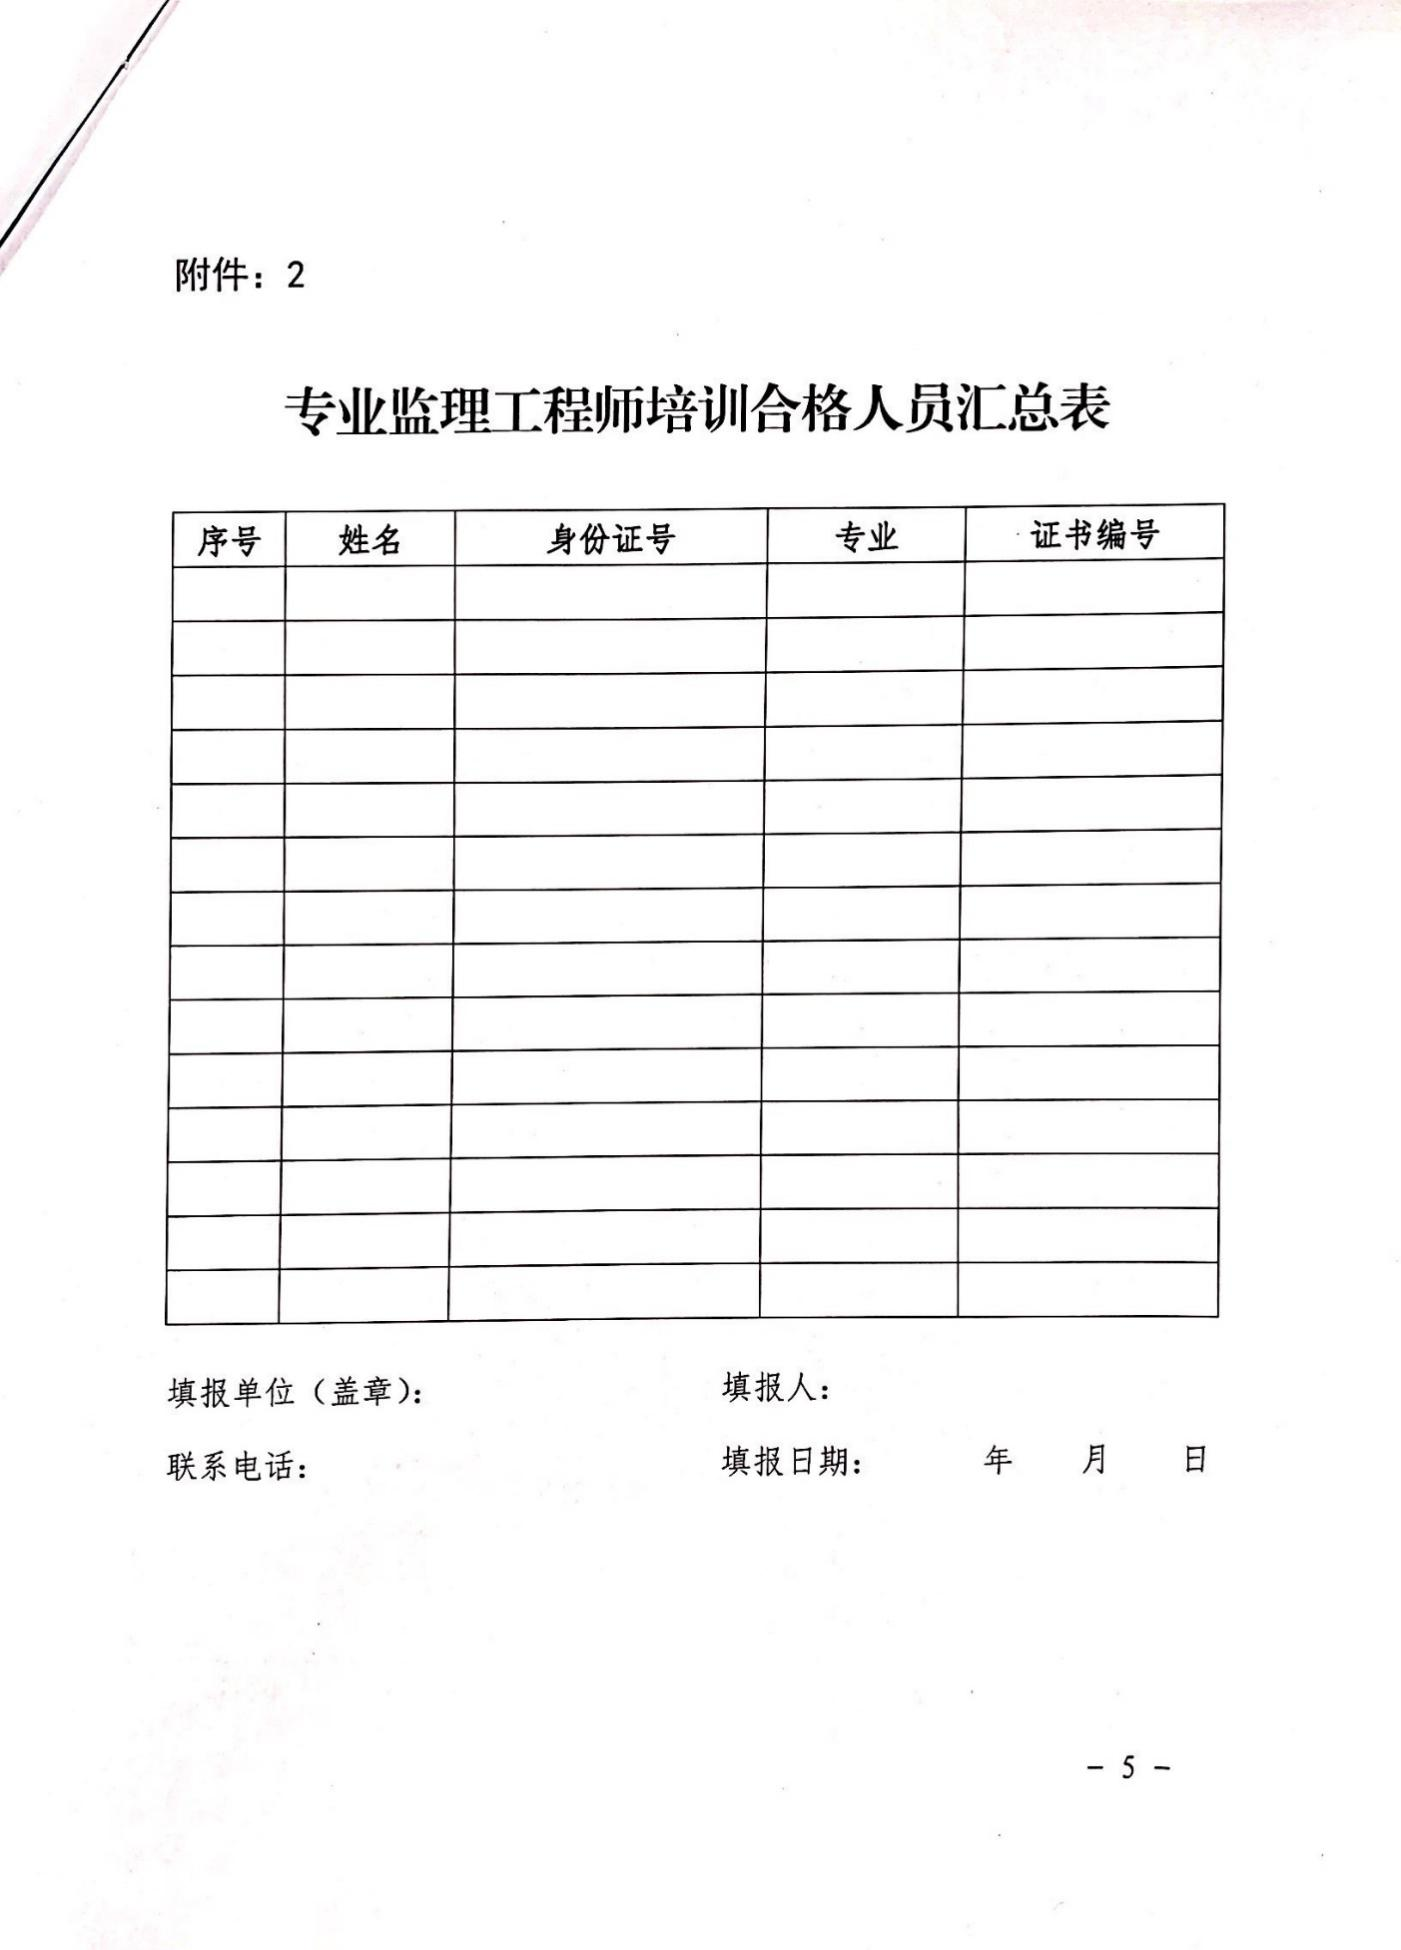 附件：2
专业监理工程师培训合格人员汇总表
序号 姓名 身份证号 专业 证书编号
填报单位（盖章）： 填报人：
联系电话： 填报日期： 年 月 日
- 5 -